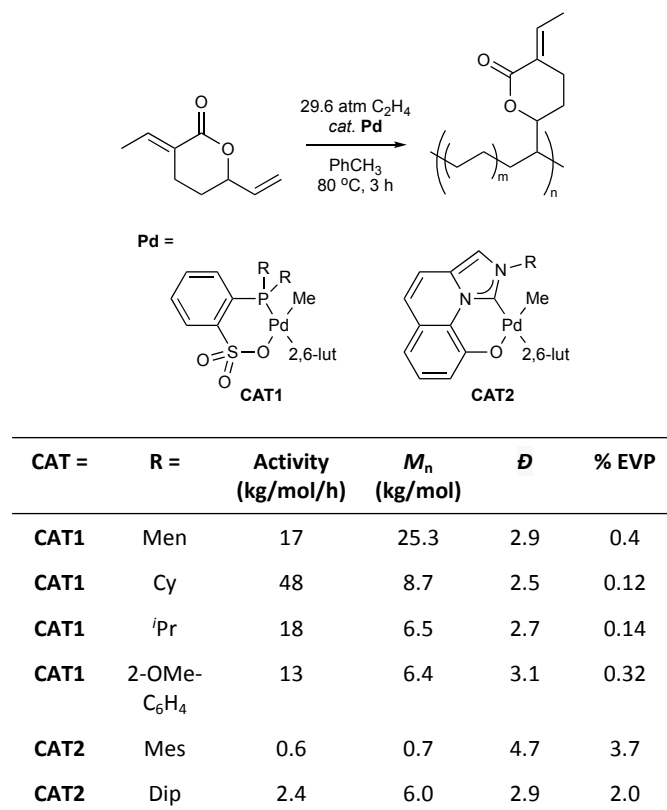 O
O
29.6 atm C₂H₄
cat. Pd
PhCH₃
80 ºC, 3 h
O
O
m
n
Pd =
R
R
P
Me
Pd
O
S
O
O
2,6-lut
CAT1
R
N
N
Me
Pd
O
2,6-lut
CAT2
CAT = R = Activity (kg/mol/h) Mn (kg/mol) Đ % EVP
CAT1 Men 17 25.3 2.9 0.4
CAT1 Cy 48 8.7 2.5 0.12
CAT1 iPr 18 6.5 2.7 0.14
CAT1 2-OMe-C₆H₄ 13 6.4 3.1 0.32
CAT2 Mes 0.6 0.7 4.7 3.7
CAT2 Dip 2.4 6.0 2.9 2.0